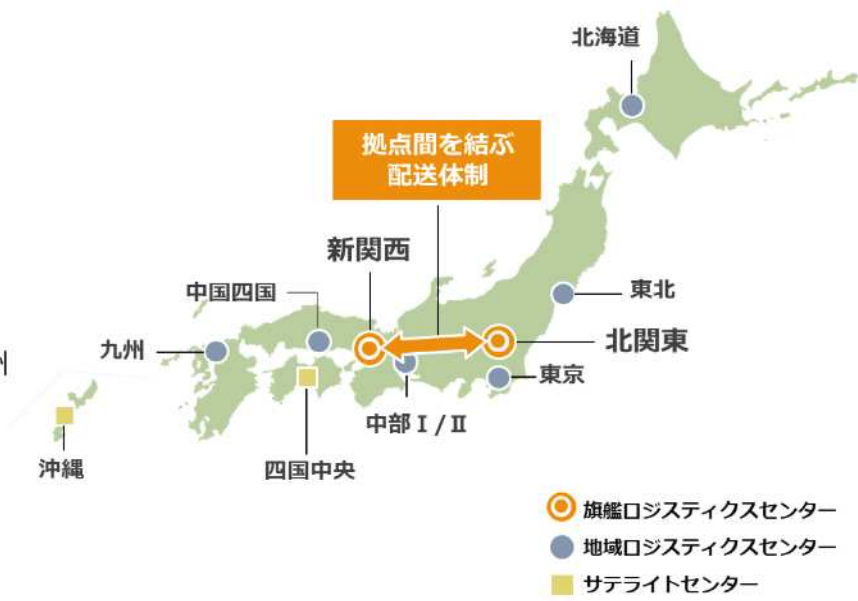 北海道
拠点間を結ぶ
配送体制
新関西
中国四国
東北
北関東
九州
東京
中部Ⅰ/Ⅱ
沖縄
四国中央
旗艦ロジスティクスセンター
地域ロジスティクスセンター
サテライトセンター